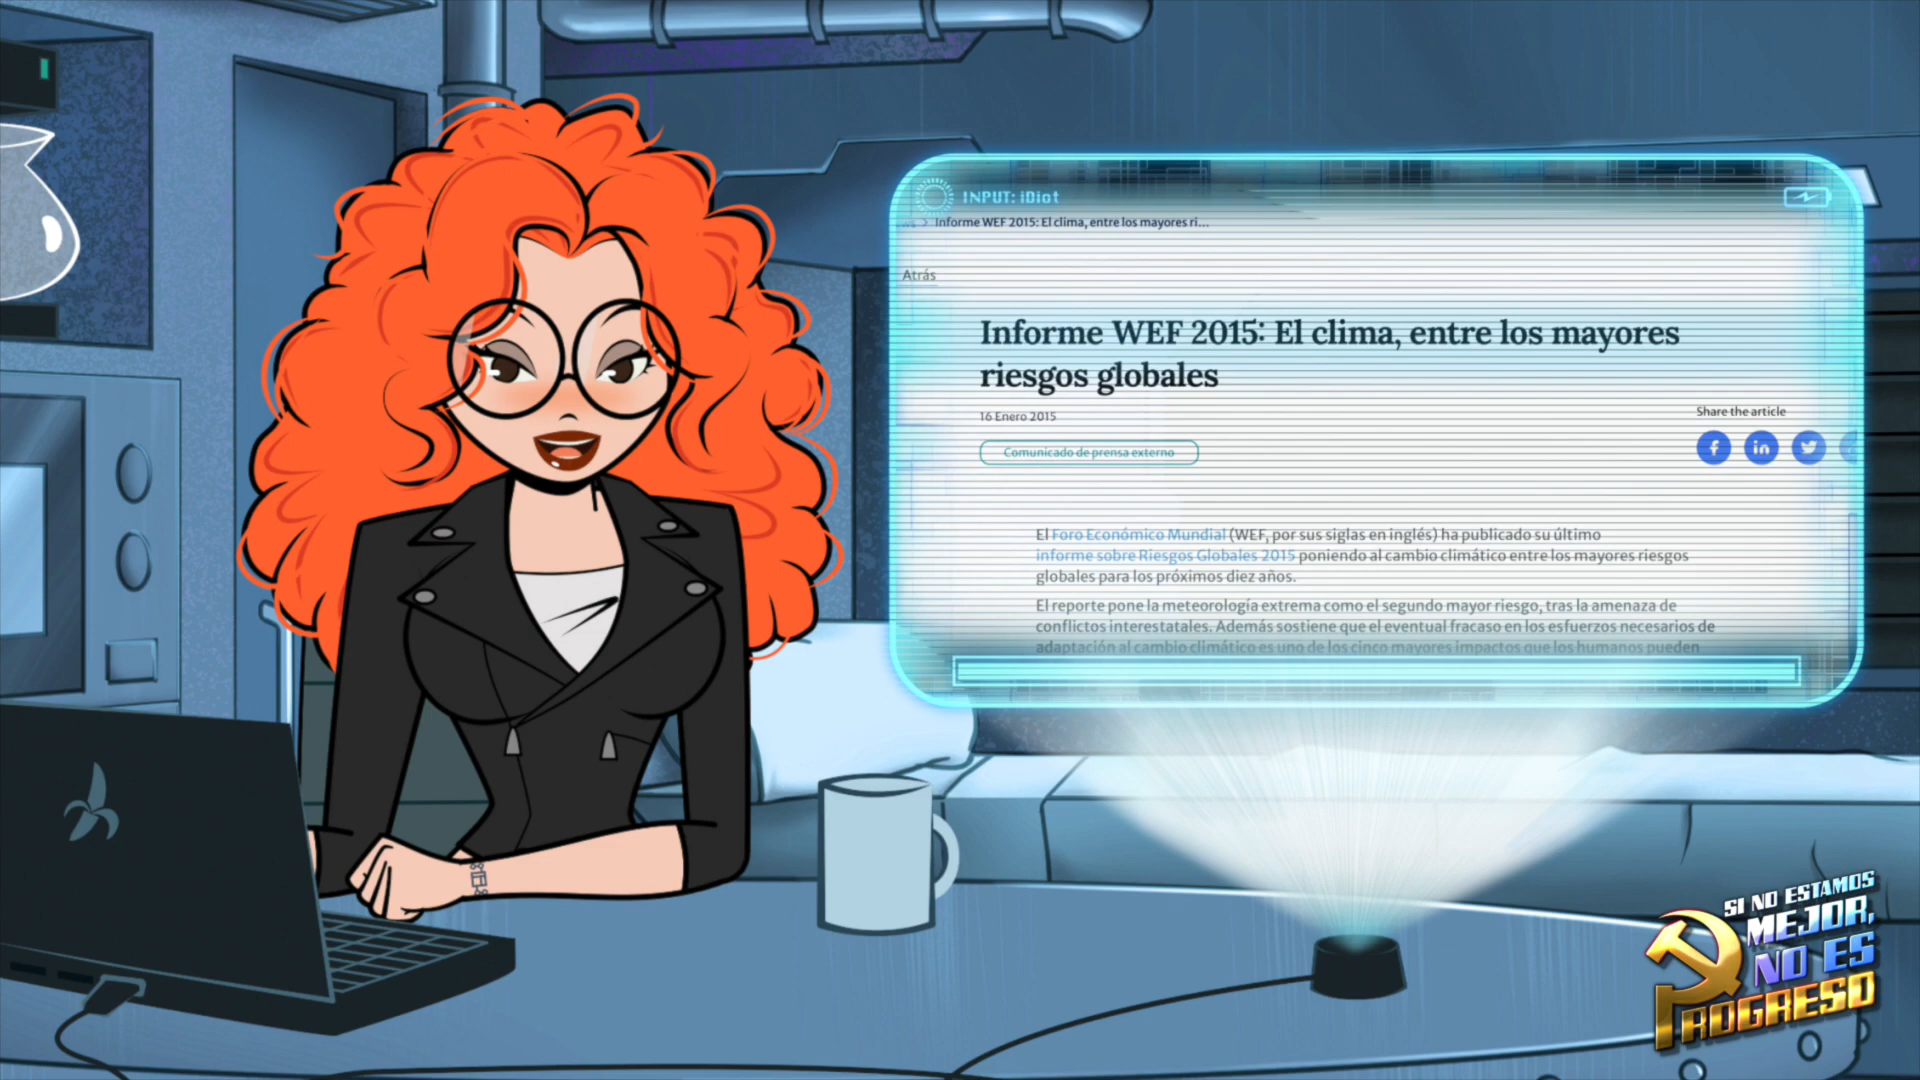 INPUT: iDiot
> Informe WEF 2015: El clima, entre los mayores ri...
Atrás
Informe WEF 2015: El clima, entre los mayores
riesgos globales
16 Enero 2015
Share the article
Comunicado de prensa externo
El Foro Económico Mundial (WEF, por sus siglas en inglés) ha publicado su último
informe sobre Riesgos Globales 2015 poniendo al cambio climático entre los mayores riesgos
globales para los próximos diez años.
El reporte pone la meteorología extrema como el segundo mayor riesgo, tras la amenaza de
conflictos interestatales. Además sostiene que el eventual fracaso en los esfuerzos necesarios de
adaptación al cambio climático es uno de los cinco mayores impactos que los humanos pueden
SI NO ESTAMOS
MEJOR,
NO ES
PROGRESO